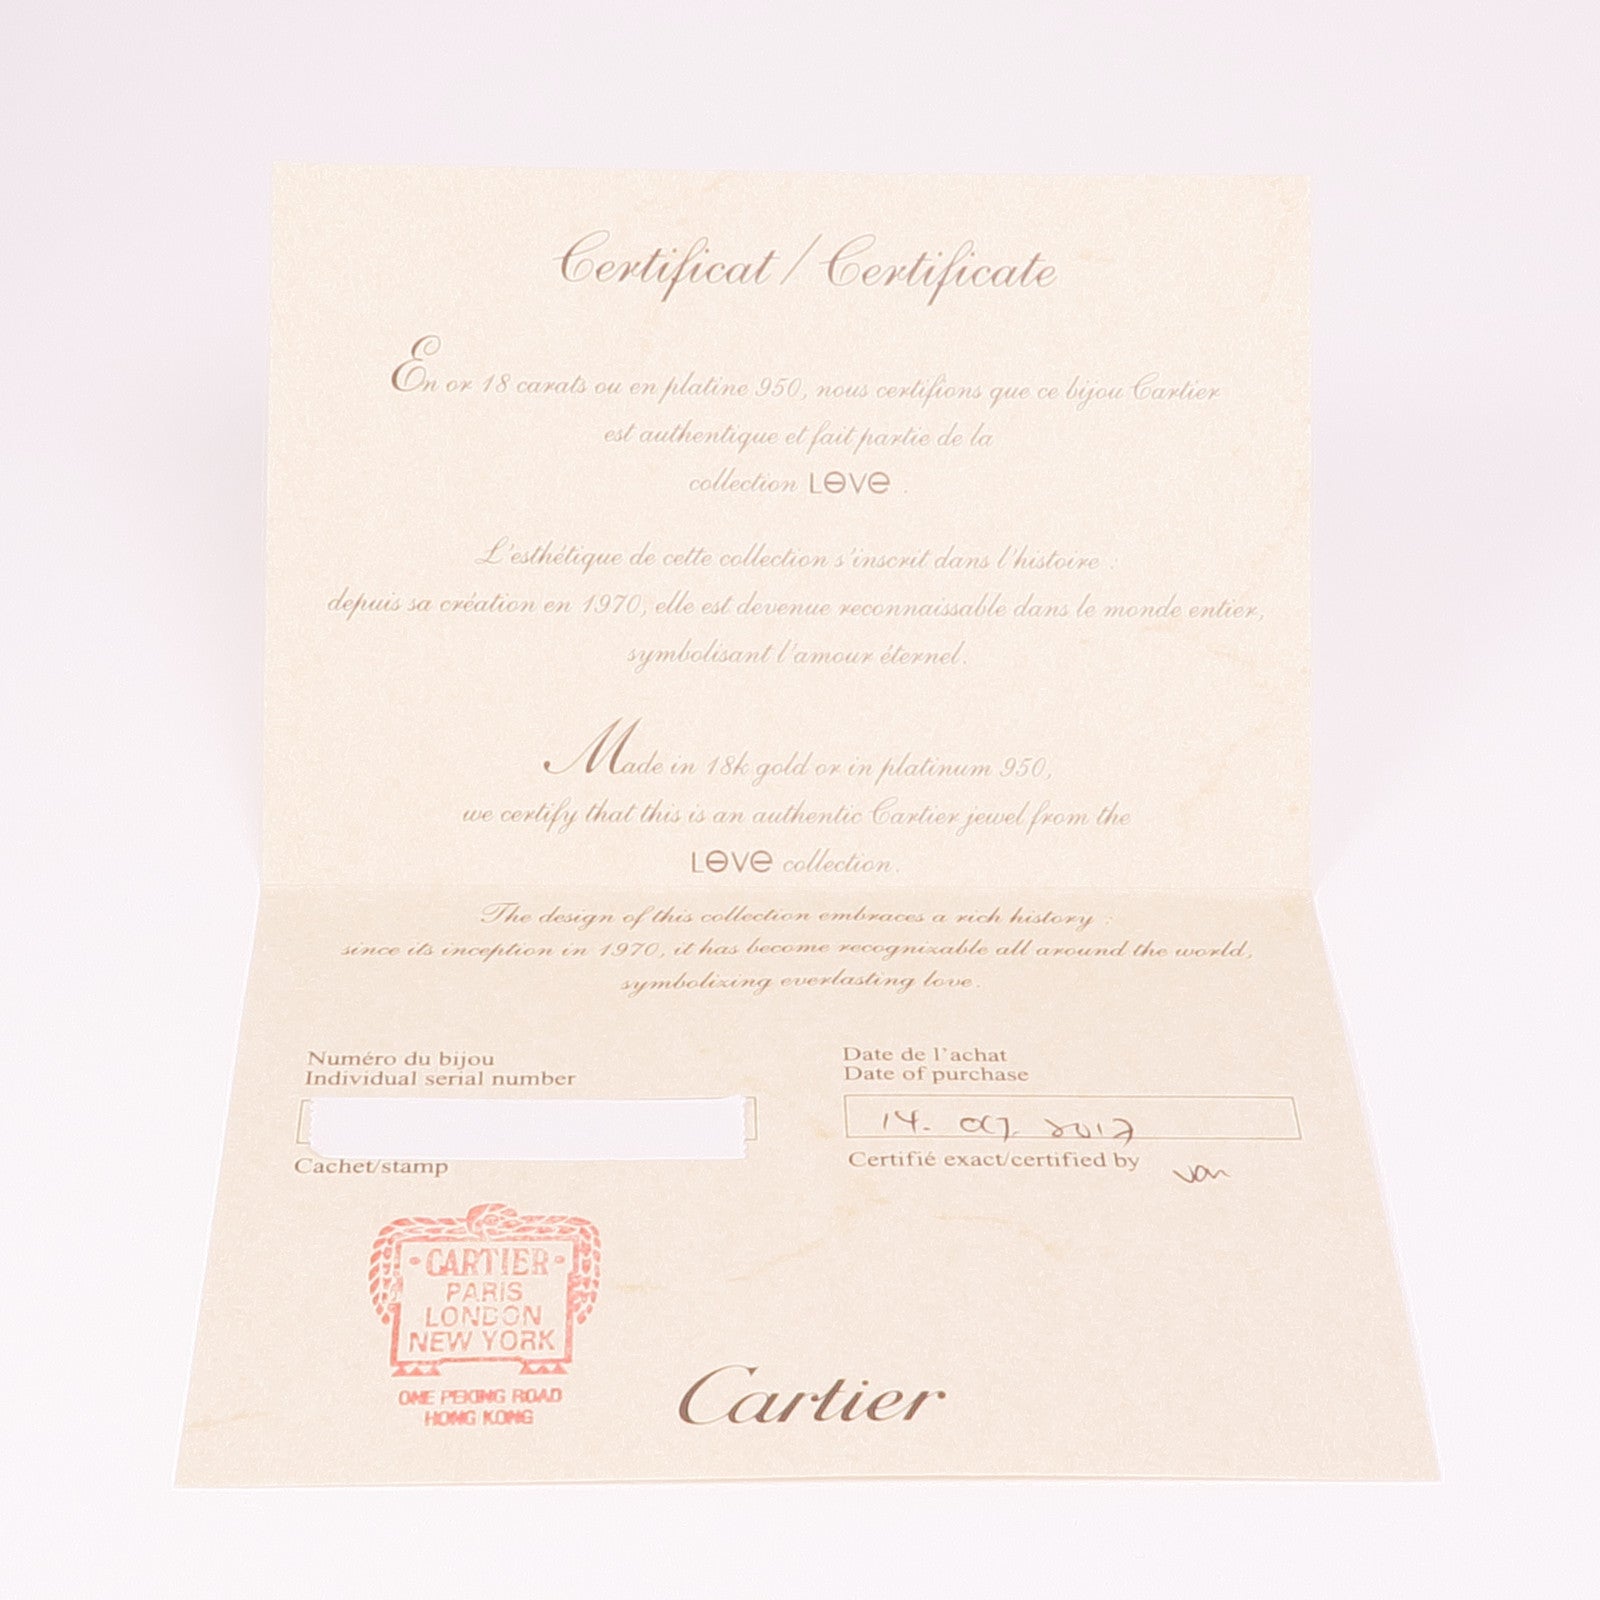 Certificat / Certificate
En or 18 carats ou en platine 950, nous certifions que ce bijou Cartier
est authentique et fait partie de la
collection LOVE .
L'esthétique de cette collection s'inscrit dans l'histoire :
depuis sa création en 1970, elle est devenue reconnaissable dans le monde entier,
symbolisant l'amour éternel.
Made in 18k gold or in platinum 950,
we certify that this is an authentic Cartier jewel from the
LOVE collection.
The design of this collection embraces a rich history :
since its inception in 1970, it has become recognizable all around the world,
symbolizing everlasting love.
Numéro du bijou
Individual serial number
Cachet/stamp
Date de l'achat
Date of purchase
14. OCT. 2017
Certifié exact/certified by
·CARTIER·
PARIS
LONDON
NEW YORK
ONE PEKING ROAD
HONG KONG
Cartier